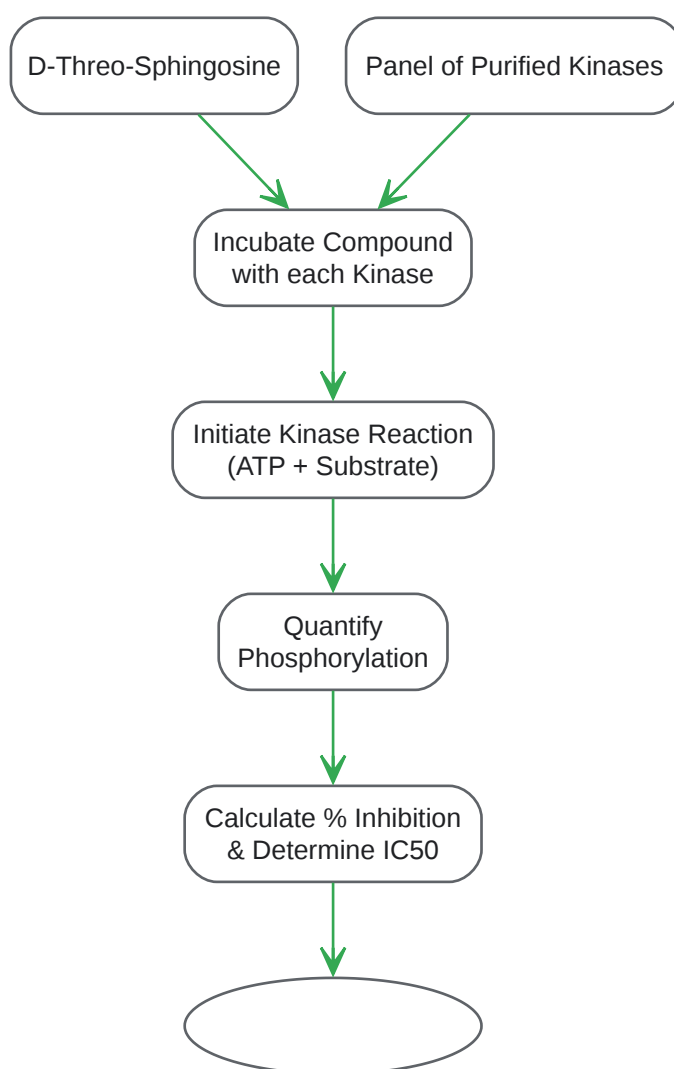 D-Threo-Sphingosine
Panel of Purified Kinases
Incubate Compound
with each Kinase
Initiate Kinase Reaction
(ATP + Substrate)
Quantify
Phosphorylation
Calculate % Inhibition
& Determine IC50